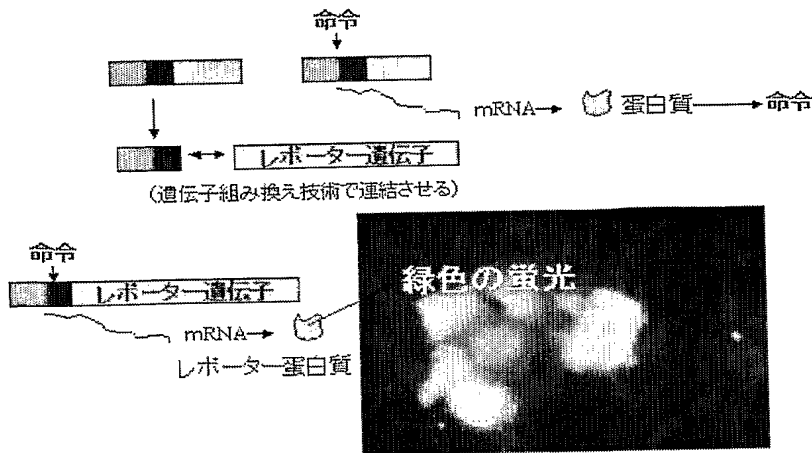 命令
mRNA→ 蛋白質→命令
レポーター遺伝子
(遺伝子組み換え技術で連結させる)
命令
レポーター遺伝子
緑色の蛍光
mRNA→
レポーター蛋白質